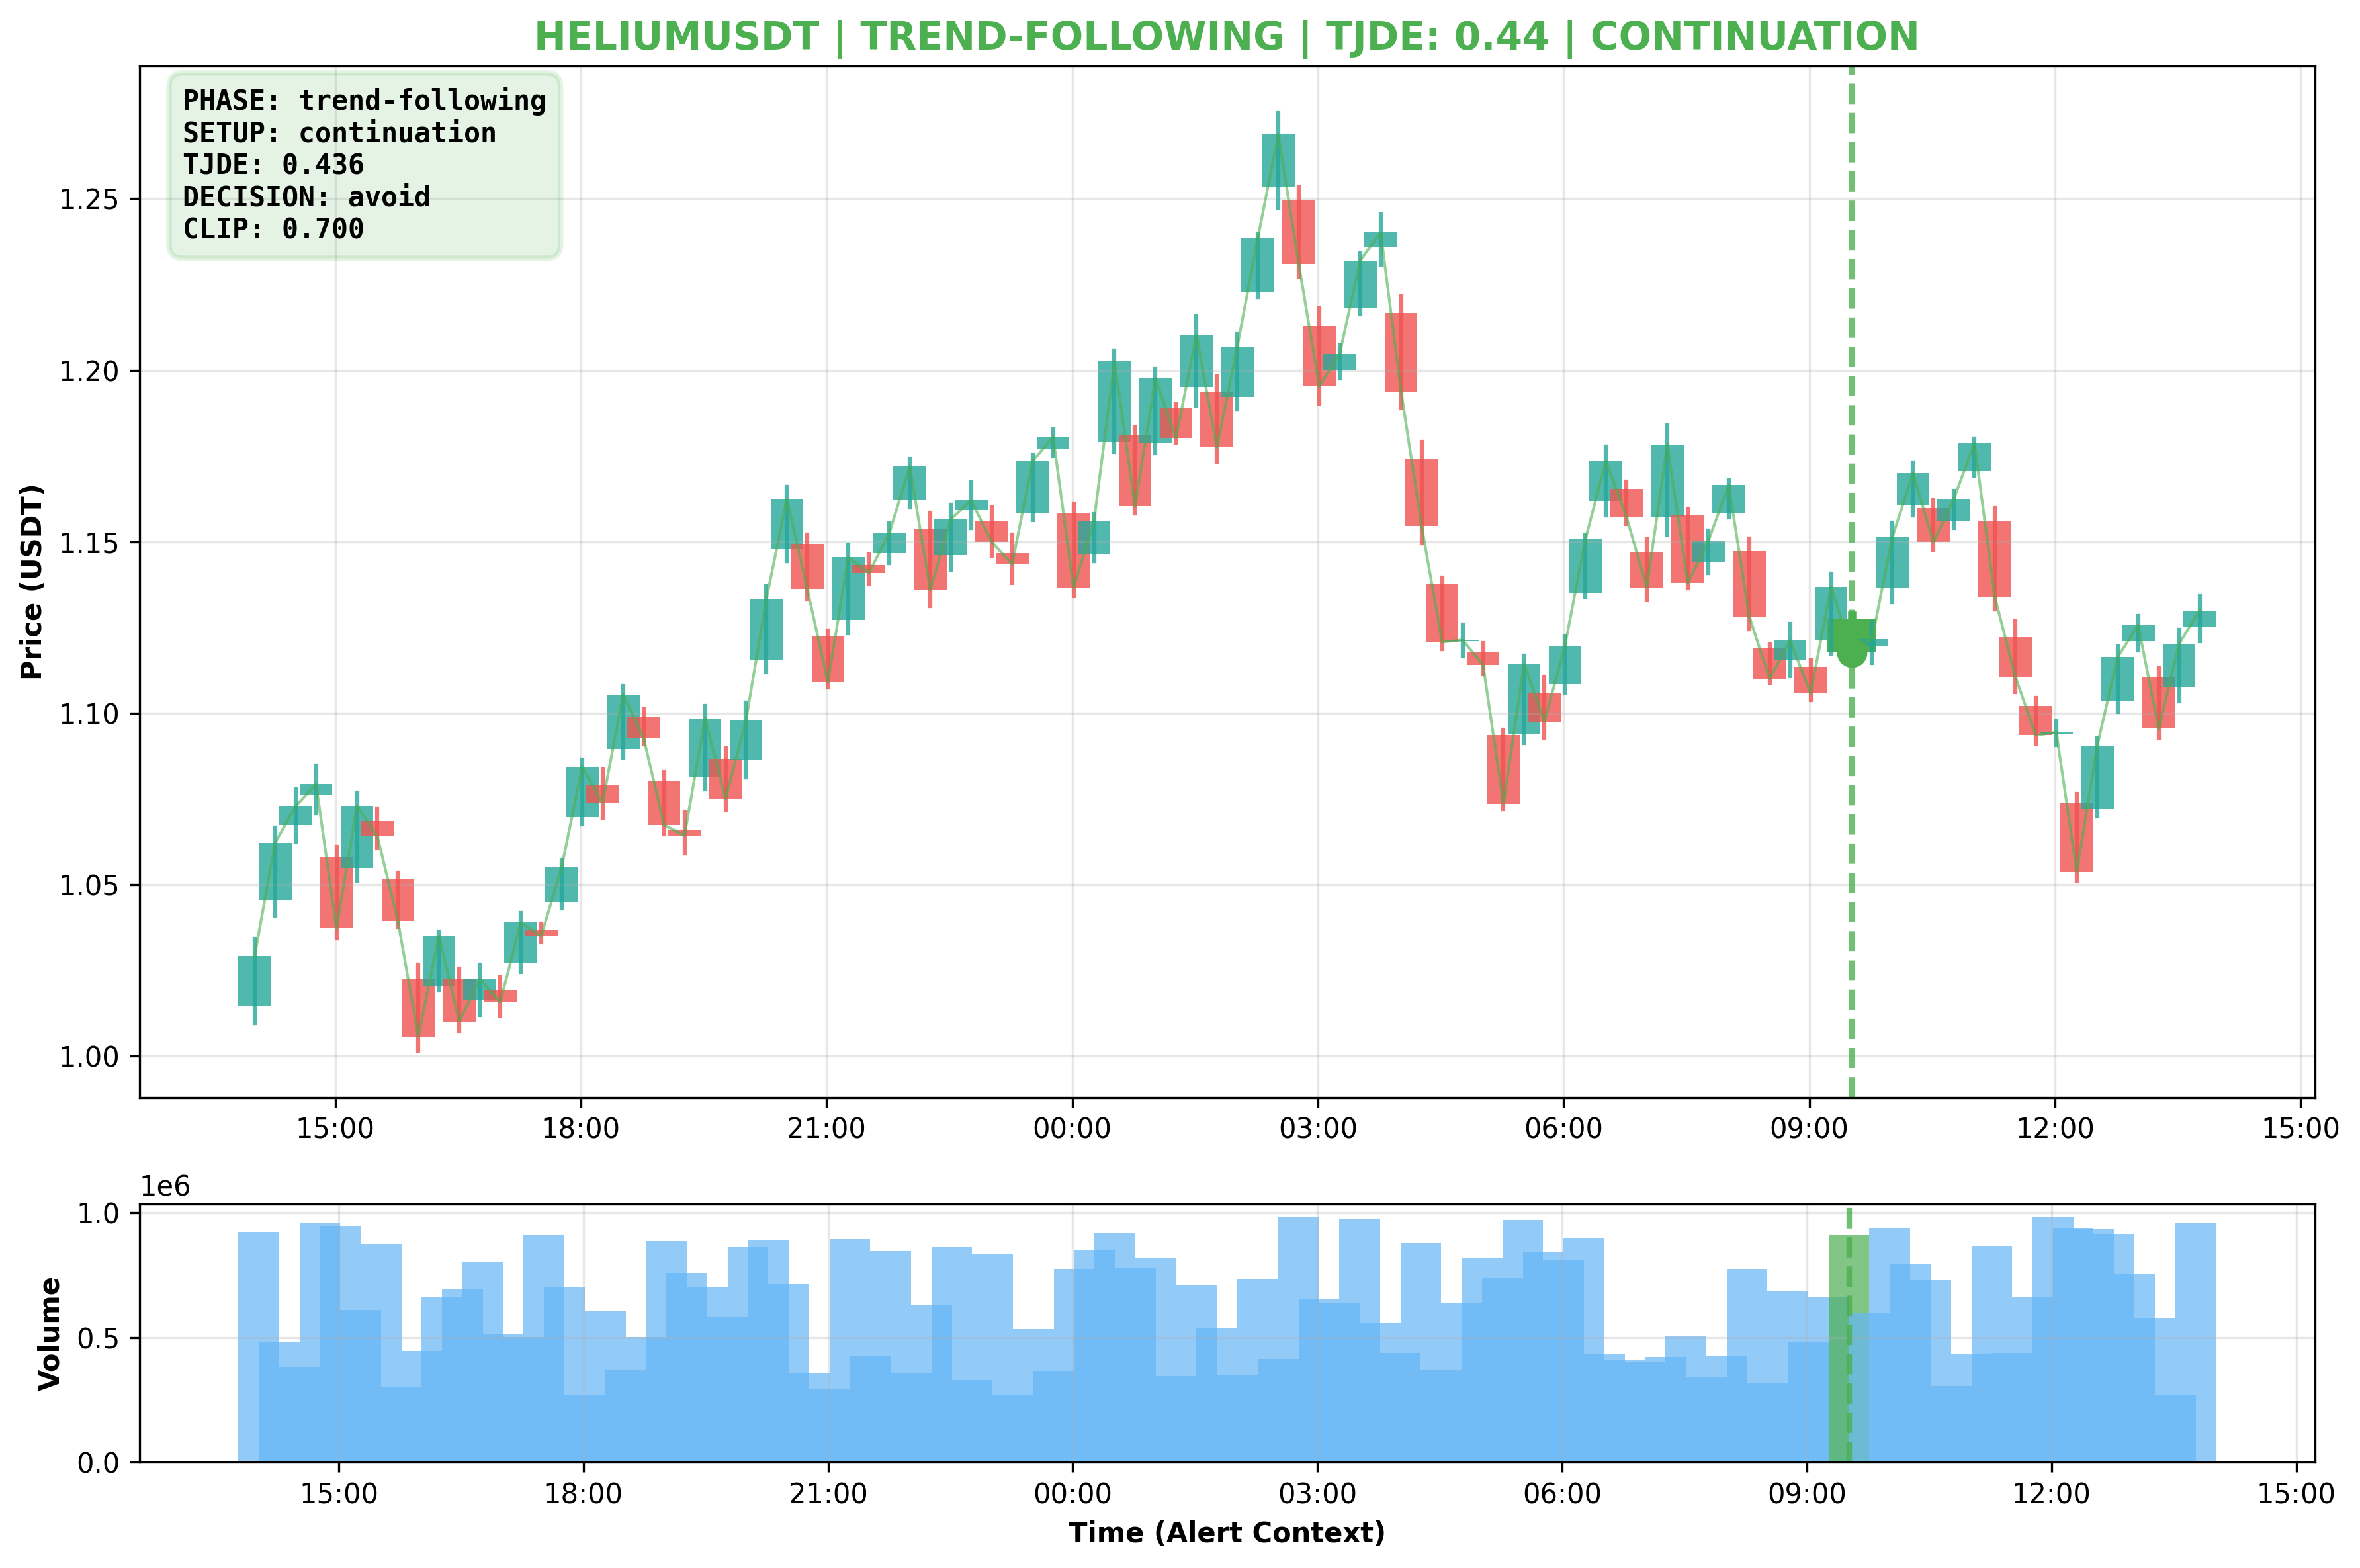 HELIUMUSDT | TREND-FOLLOWING | TJDE: 0.44 | CONTINUATION
PHASE: trend-following
SETUP: continuation
TJDE: 0.436
DECISION: avoid
CLIP: 0.700
Price (USDT)
1.25
1.20
1.15
1.10
1.05
1.00
15:00 18:00 21:00 00:00 03:00 06:00 09:00 12:00 15:00
1e6
Volume
1.0
0.5
0.0
15:00 18:00 21:00 00:00 03:00 06:00 09:00 12:00 15:00
Time (Alert Context)